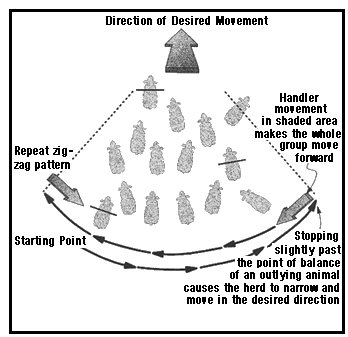 Direction of Desired Movement
Handler
movement
in shaded area
makes the whole
group move
forward
Repeat zig-
zag pattern
Starting Point
Stopping
slightly past
the point of balance
of an outlying animal
causes the herd to narrow and
move in the desired direction